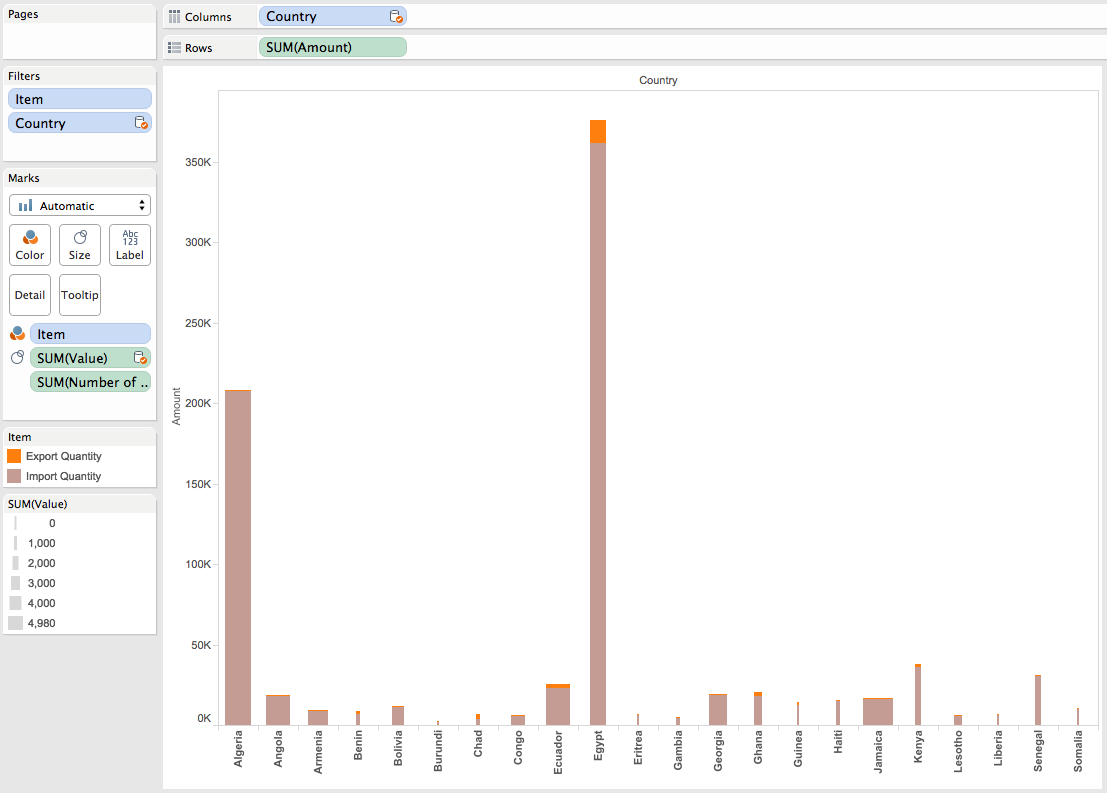 Pages
Columns
Country
Rows
SUM(Amount)
Filters
Item
Country
Marks
Automatic
Color
Size
Abc
123
Label
Detail
Tooltip
Item
SUM(Value)
SUM(Number of ..
Item
Export Quantity
Import Quantity
SUM(Value)
0
1,000
2,000
3,000
4,000
4,980
Country
Amount
350K
300K
250K
200K
150K
100K
50K
0K
Algeria
Angola
Armenia
Benin
Bolivia
Burundi
Chad
Congo
Ecuador
Egypt
Eritrea
Gambia
Georgia
Ghana
Guinea
Haiti
Jamaica
Kenya
Lesotho
Liberia
Senegal
Somalia